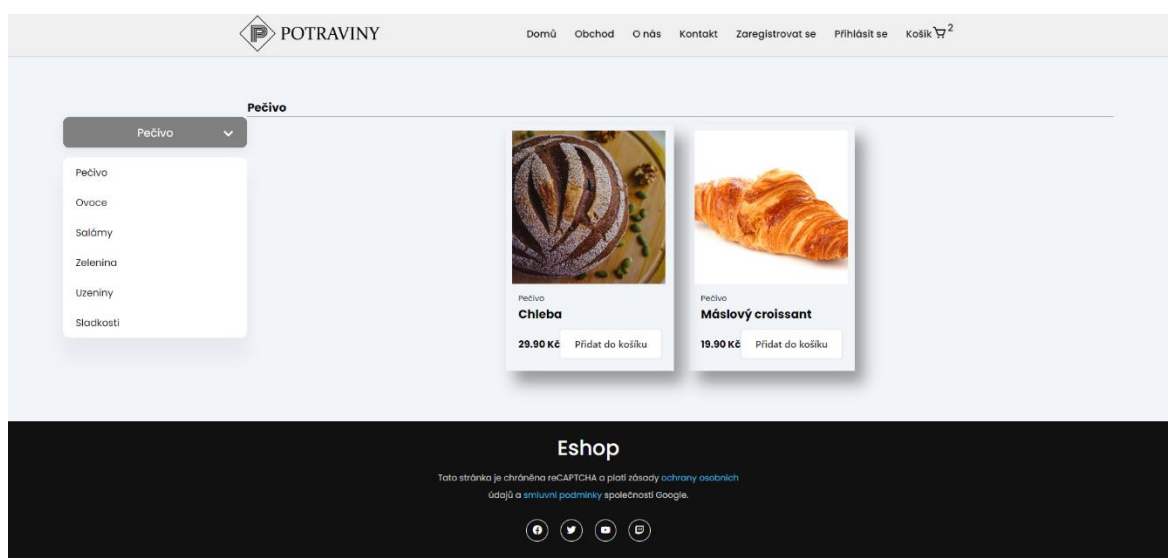 POTRAVINY
Domů Obchod O nás Kontakt Zaregistrovat se Přihlásit se Košík 2
Pečivo
Pečivo
Pečivo
Ovoce
Salámy
Zelenina
Uzeniny
Sladkosti
Pečivo
Chleba
29.90 Kč Přidat do košíku
Pečivo
Máslový croissant
19.90 Kč Přidat do košíku
Eshop
Tato stránka je chráněna reCAPTCHA a platí zásady ochrany osobních
údajů a smluvní podmínky společnosti Google.